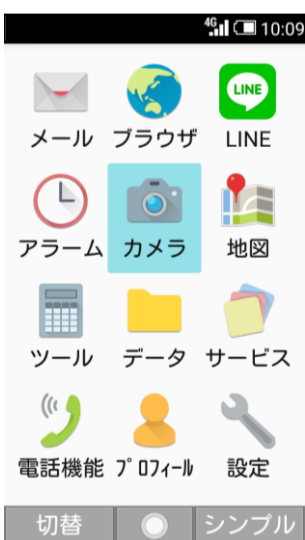 4G 10:09
メール ブラウザ LINE
アラーム カメラ 地図
ツール データ サービス
電話機能 ﾌﾟﾛﾌｨｰﾙ 設定
切替 シンプル